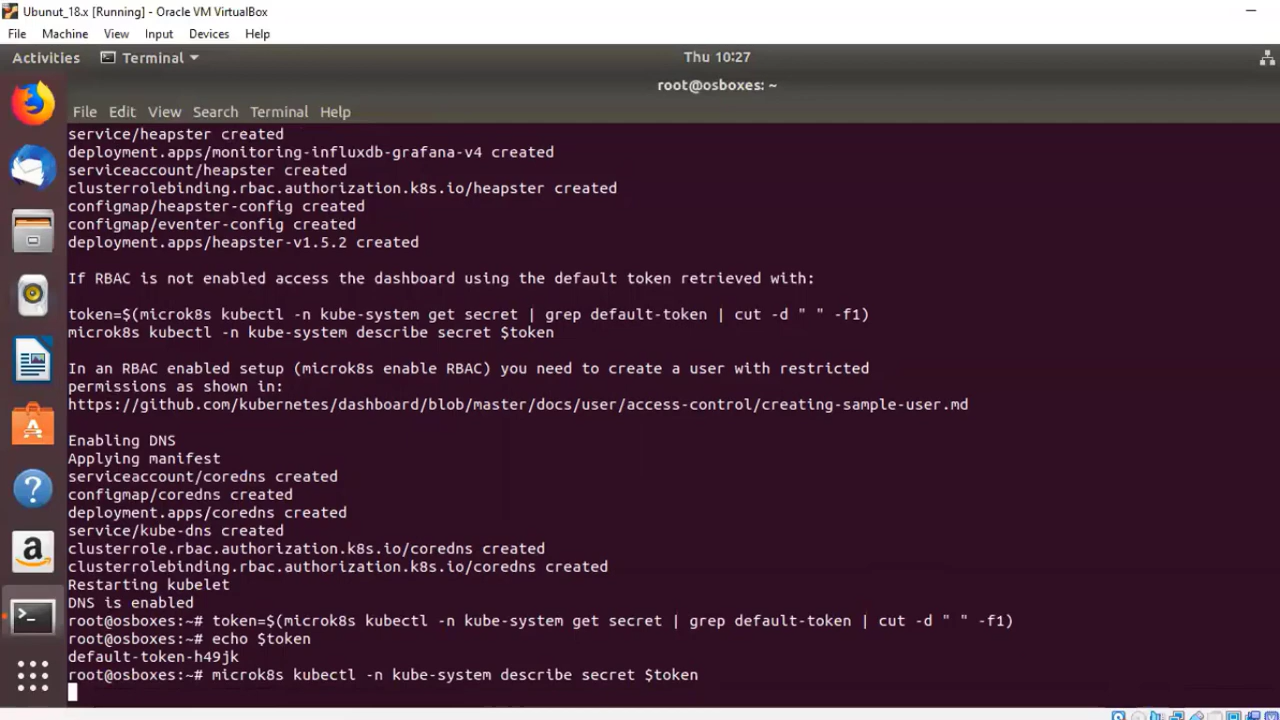 Ubunut_18.x [Running] - Oracle VM VirtualBox
File Machine View Input Devices Help
Activities Terminal Thu 10:27
root@osboxes: ~
File Edit View Search Terminal Help
service/heapster created
deployment.apps/monitoring-influxdb-grafana-v4 created
serviceaccount/heapster created
clusterrolebinding.rbac.authorization.k8s.io/heapster created
configmap/heapster-config created
configmap/eventer-config created
deployment.apps/heapster-v1.5.2 created
If RBAC is not enabled access the dashboard using the default token retrieved with:
token=$(microk8s kubectl -n kube-system get secret | grep default-token | cut -d " " -f1)
microk8s kubectl -n kube-system describe secret $token
In an RBAC enabled setup (microk8s enable RBAC) you need to create a user with restricted
permissions as shown in:
https://github.com/kubernetes/dashboard/blob/master/docs/user/access-control/creating-sample-user.md
Enabling DNS
Applying manifest
serviceaccount/coredns created
configmap/coredns created
deployment.apps/coredns created
service/kube-dns created
clusterrole.rbac.authorization.k8s.io/coredns created
clusterrolebinding.rbac.authorization.k8s.io/coredns created
Restarting kubelet
DNS is enabled
root@osboxes:~# token=$(microk8s kubectl -n kube-system get secret | grep default-token | cut -d " " -f1)
root@osboxes:~# echo $token
default-token-h49jk
root@osboxes:~# microk8s kubectl -n kube-system describe secret $token